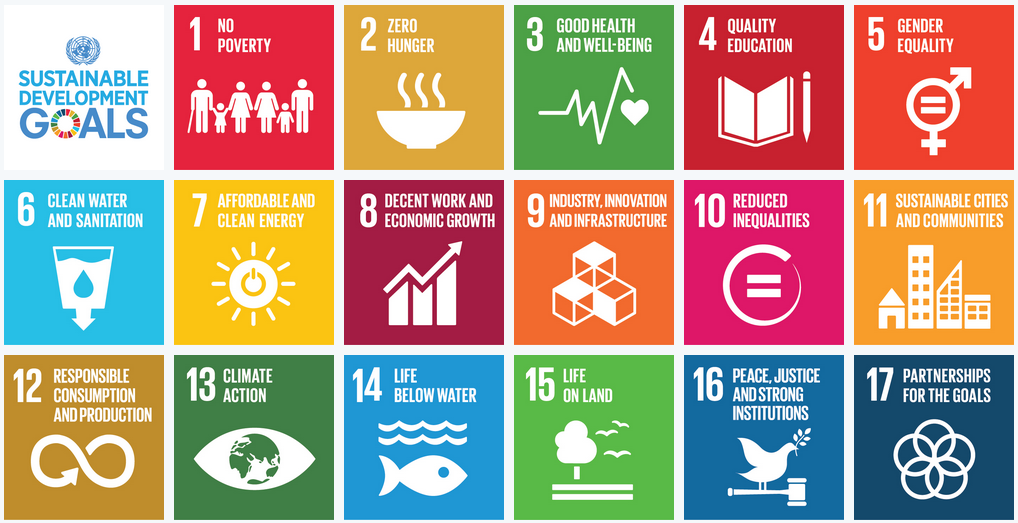 SUSTAINABLE
DEVELOPMENT
GOALS
1 NO
POVERTY
2 ZERO
HUNGER
3 GOOD HEALTH
AND WELL-BEING
4 QUALITY
EDUCATION
5 GENDER
EQUALITY
6 CLEAN WATER
AND SANITATION
7 AFFORDABLE AND
CLEAN ENERGY
8 DECENT WORK AND
ECONOMIC GROWTH
9 INDUSTRY, INNOVATION
AND INFRASTRUCTURE
10 REDUCED
INEQUALITIES
11 SUSTAINABLE CITIES
AND COMMUNITIES
12 RESPONSIBLE
CONSUMPTION
AND PRODUCTION
13 CLIMATE
ACTION
14 LIFE
BELOW WATER
15 LIFE
ON LAND
16 PEACE, JUSTICE
AND STRONG
INSTITUTIONS
17 PARTNERSHIPS
FOR THE GOALS